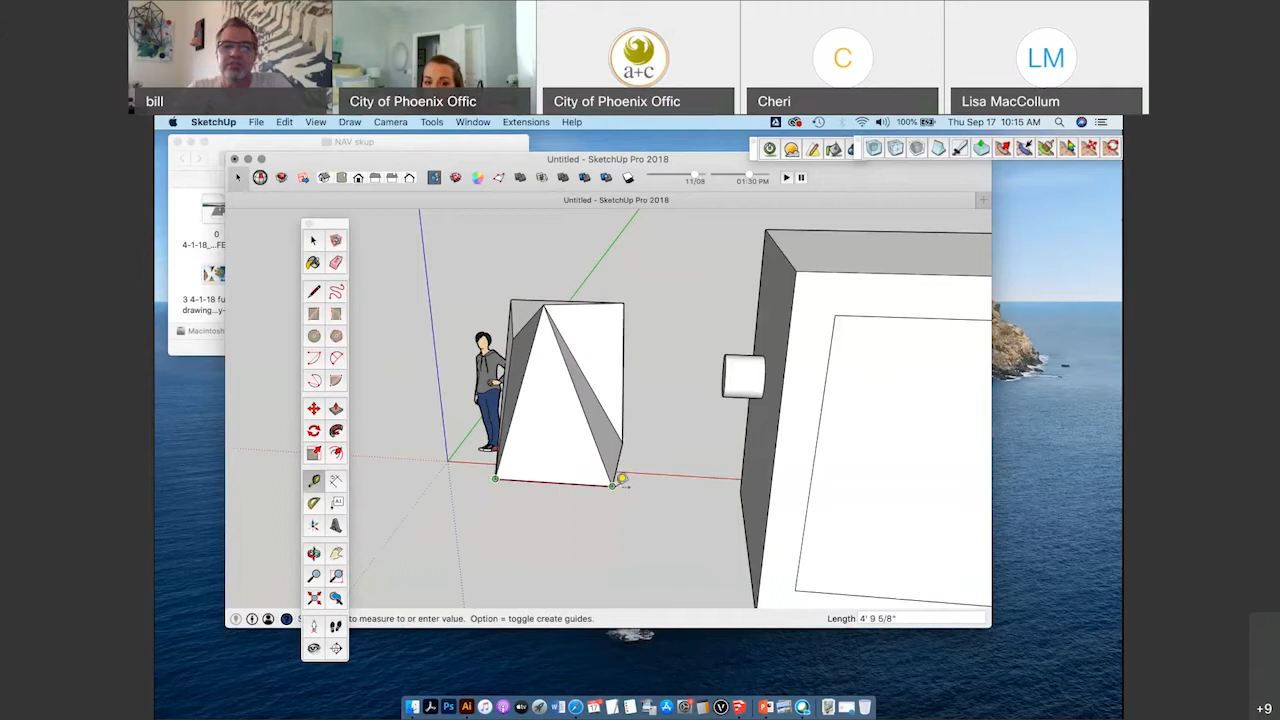 a+c
C
LM
bill
City of Phoenix Offic
City of Phoenix Offic
Cheri
Lisa MacCollum
SketchUp File Edit View Draw Camera Tools Window Extensions Help
100% Thu Sep 17 10:15 AM
NAV skup
Untitled - SketchUp Pro 2018
11/08 01:30 PM
Untitled - SketchUp Pro 2018
0
4-1-18_...FE
3 4-1-18 fu
drawing...y-
Macintosh
to measure to or enter value. Option = toggle create guides.
Length 4' 9 5/8"
+9